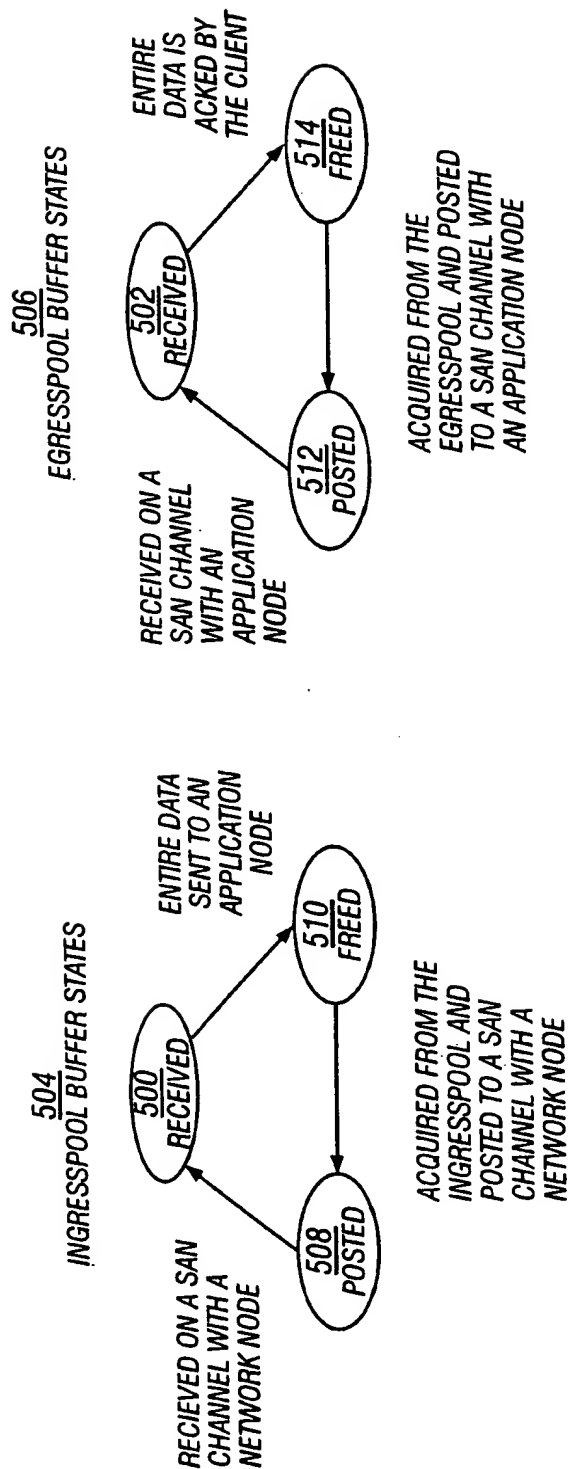 504
INGRESSPOOL BUFFER STATES
RECIEVED ON A SAN
CHANNEL WITH A
NETWORK NODE
500
RECEIVED
ENTIRE DATA
SENT TO AN
APPLICATION
NODE
508
POSTED
510
FREED
ACQUIRED FROM THE
INGRESSPOOL AND
POSTED TO A SAN
CHANNEL WITH A
NETWORK NODE
506
EGRESSPOOL BUFFER STATES
RECEIVED ON A
SAN CHANNEL
WITH AN
APPLICATION
NODE
502
RECEIVED
ENTIRE
DATA IS
ACKED BY
THE CLIENT
512
POSTED
514
FREED
ACQUIRED FROM THE
EGRESSPOOL AND POSTED
TO A SAN CHANNEL WITH
AN APPLICATION NODE